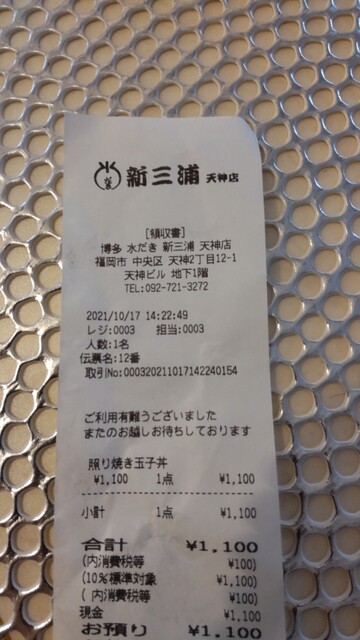 新三浦 天神店
[領収書]
博多 水だき 新三浦 天神店
福岡市 中央区 天神2丁目12-1
天神ビル 地下1階
TEL:092-721-3272
2021/10/17 14:22:49
レジ:0003 担当:0003
人数:1名
伝票名:12番
取引No:000320211017142240154
ご利用有難うございました
またのお越しお待ちしております
照り焼き玉子丼
¥1,100 1点 ¥1,100
小計 1点 ¥1,100
合計 ¥1,100
(内消費税等 ¥100)
(10%標準対象 ¥1,100)
( 内消費税等 ¥100)
現金 ¥1,100
お預り ¥1,100